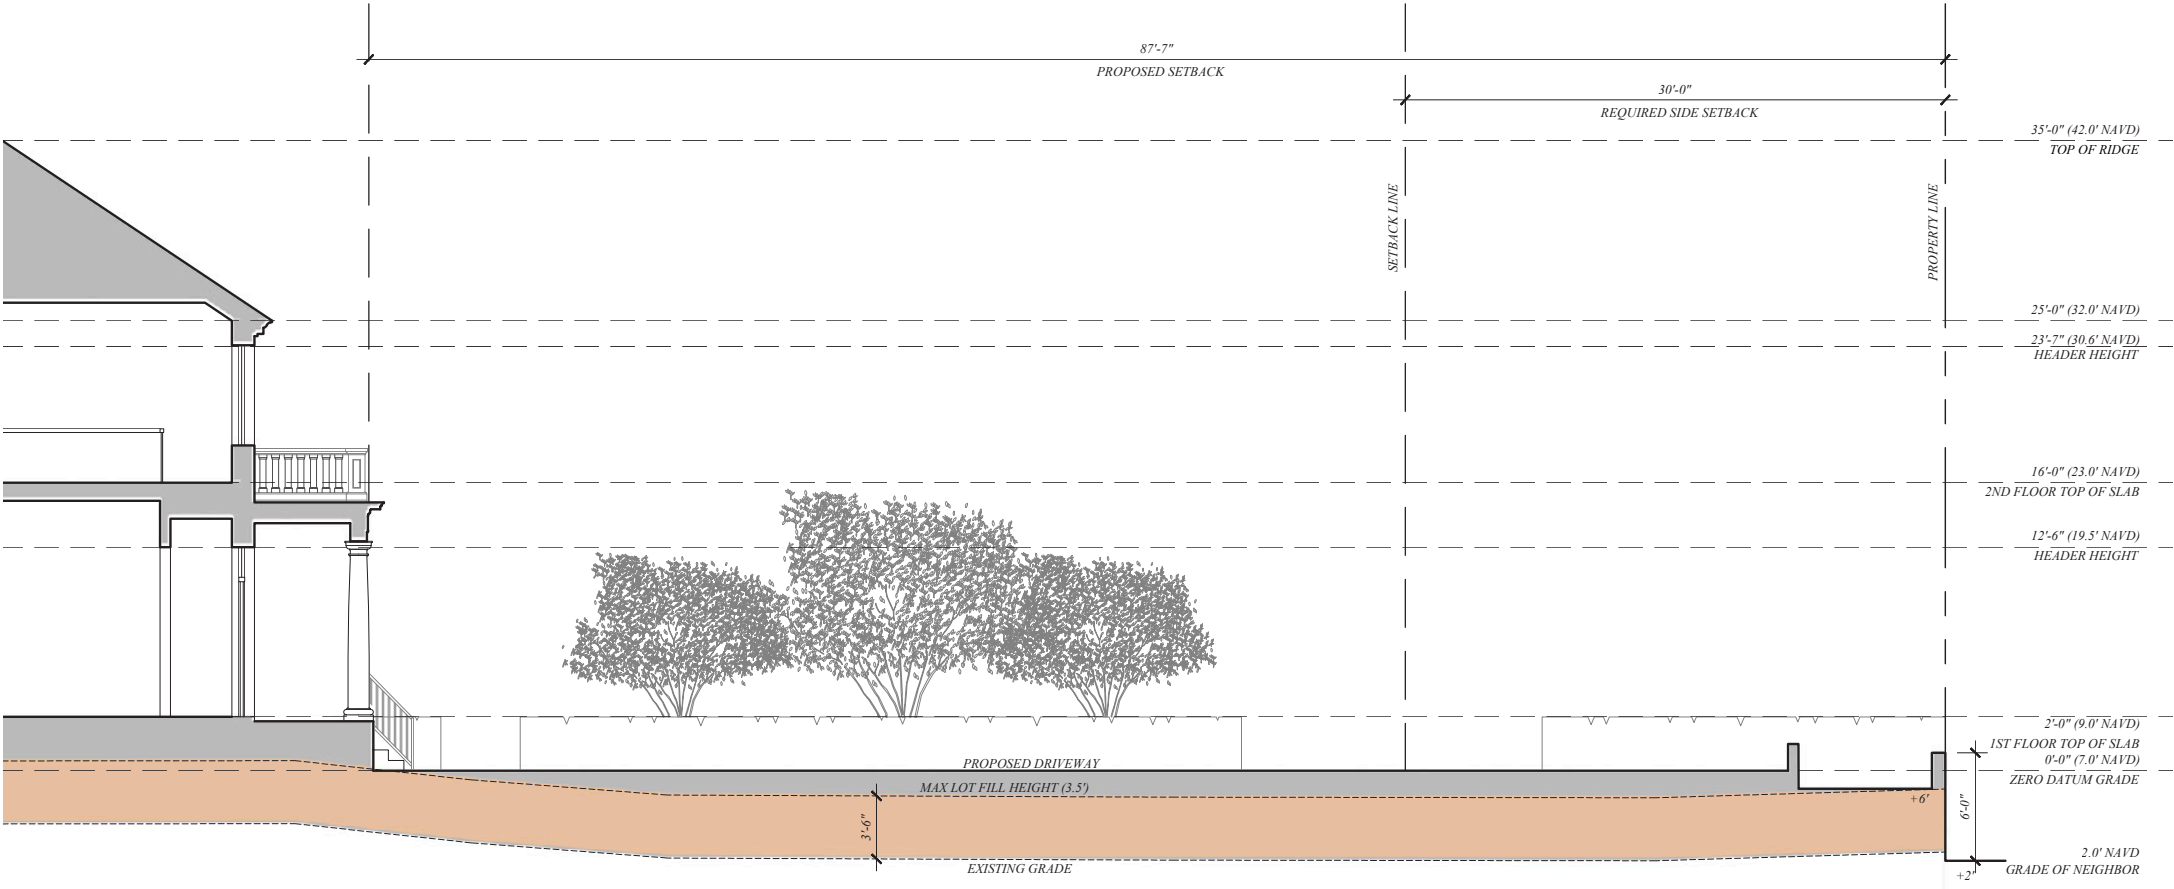 87'-7"
PROPOSED SETBACK
30'-0"
REQUIRED SIDE SETBACK
35'-0" (42.0' NAVD)
TOP OF RIDGE
SETBACK LINE
PROPERTY LINE
25'-0" (32.0' NAVD)
23'-7" (30.6' NAVD)
HEADER HEIGHT
16'-0" (23.0' NAVD)
2ND FLOOR TOP OF SLAB
12'-6" (19.5' NAVD)
HEADER HEIGHT
2'-0" (9.0' NAVD)
1ST FLOOR TOP OF SLAB
0'-0" (7.0' NAVD)
ZERO DATUM GRADE
PROPOSED DRIVEWAY
MAX LOT FILL HEIGHT (3.5')
+6'
6'-0"
3'-6"
EXISTING GRADE
2.0' NAVD
GRADE OF NEIGHBOR
+2'